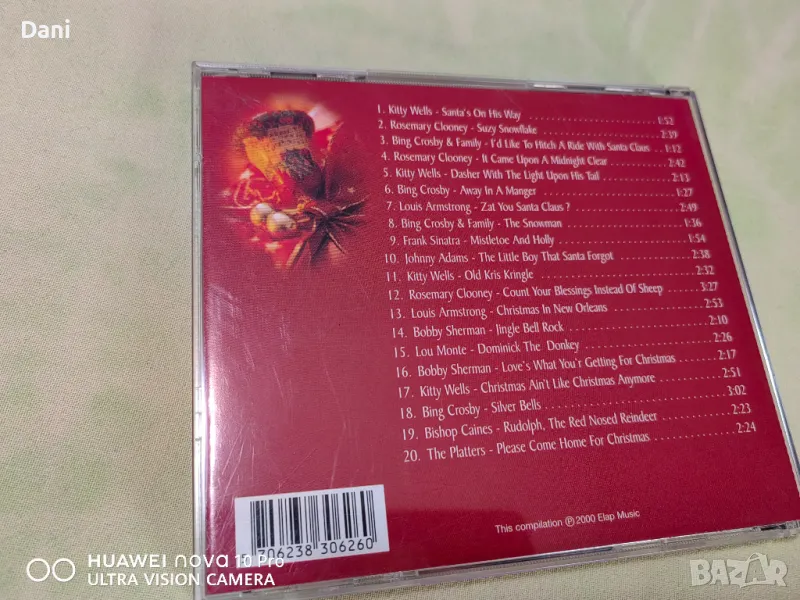 Dani
1. Kitty Wells - Santa's On His Way 1:52
2. Rosemary Clooney - Suzy Snowflake 2:39
3. Bing Crosby & Family - I'd Like To Hitch A Ride With Santa Claus 1:12
4. Rosemary Clooney - It Came Upon A Midnight Clear 2:42
5. Kitty Wells - Dasher With The Light Upon His Tail 2:13
6. Bing Crosby - Away In A Manger 1:27
7. Louis Armstrong - Zat You Santa Claus ? 2:49
8. Bing Crosby & Family - The Snowman 1:36
9. Frank Sinatra - Mistletoe And Holly 1:54
10. Johnny Adams - The Little Boy That Santa Forgot 2:38
11. Kitty Wells - Old Kris Kringle 2:32
12. Rosemary Clooney - Count Your Blessings Instead Of Sheep 3:27
13. Louis Armstrong - Christmas In New Orleans 2:53
14. Bobby Sherman - Jingle Bell Rock 2:10
15. Lou Monte - Dominick The Donkey 2:26
16. Bobby Sherman - Love's What You'r Getting For Christmas 2:17
17. Kitty Wells - Christmas Ain't Like Christmas Anymore 2:51
18. Bing Crosby - Silver Bells 3:02
19. Bishop Caines - Rudolph, The Red Nosed Reindeer 2:23
20. The Platters - Please Come Home For Christmas 2:24
This compilation ℗ 2000 Elap Music
306238 306260
HUAWEI nova 10 Pro
ULTRA VISION CAMERA
BAZAR